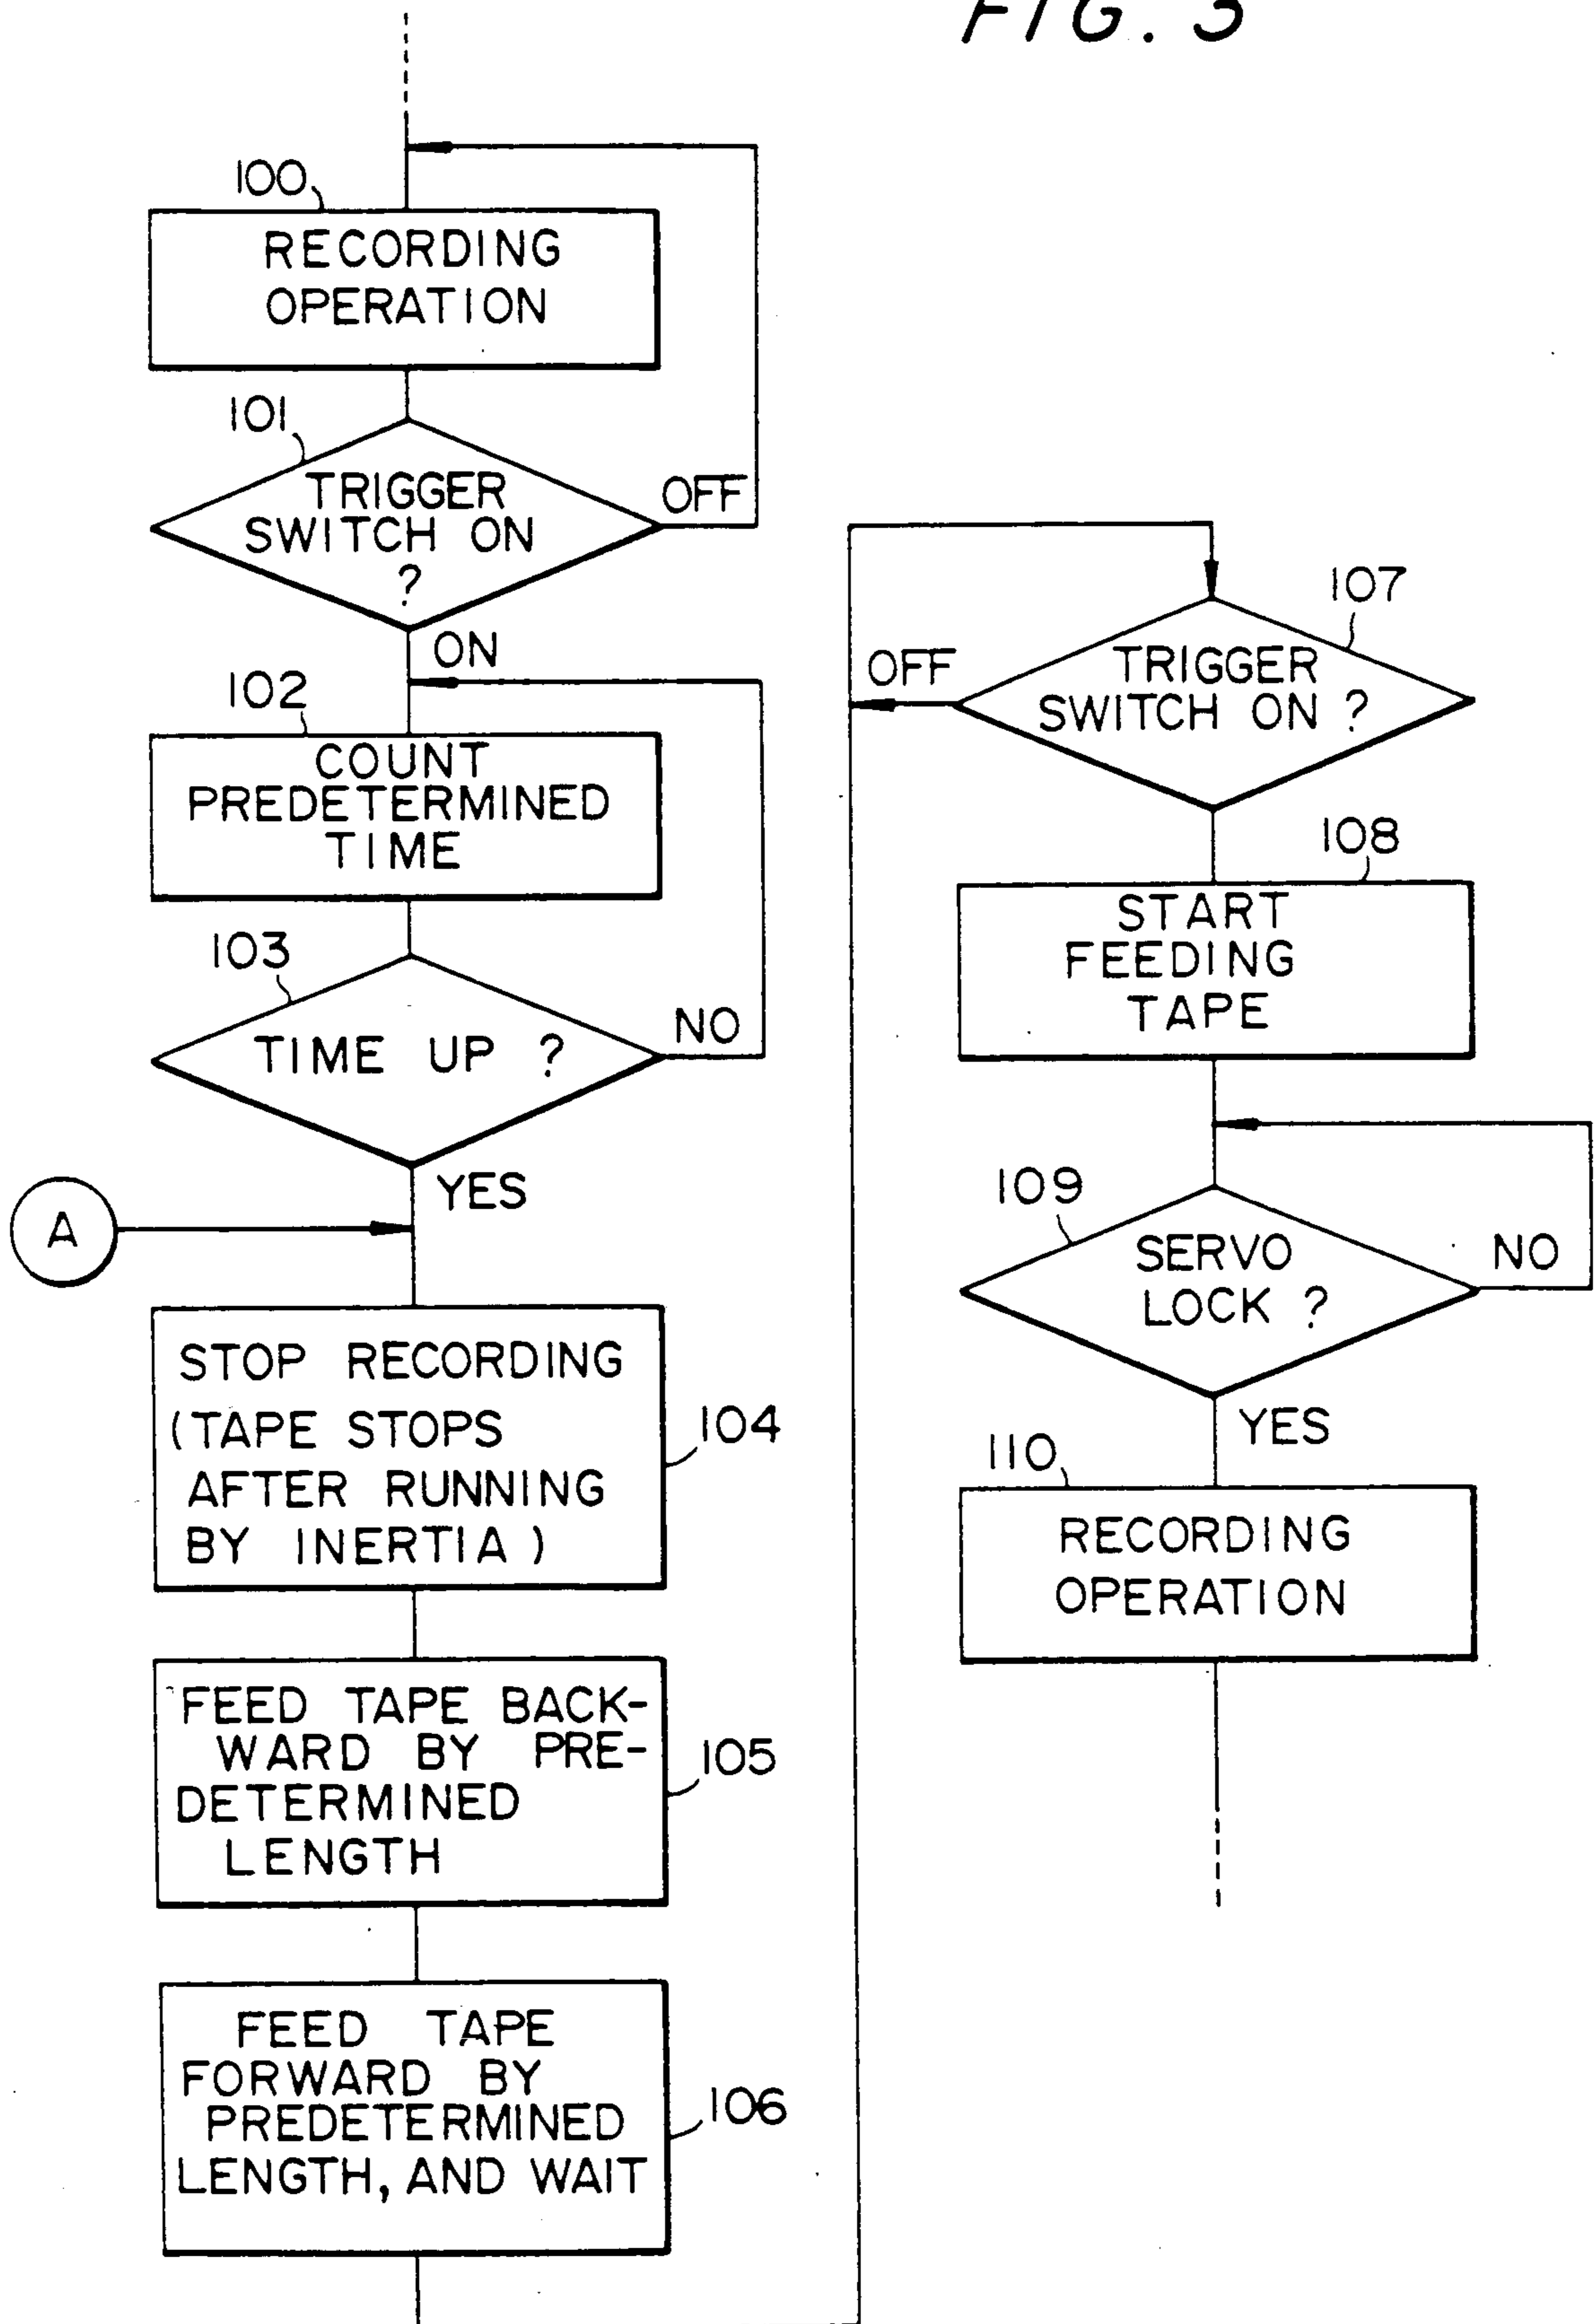 FIG. 3
100
RECORDING
OPERATION
101
TRIGGER
SWITCH ON
?
OFF
ON
102
COUNT
PREDETERMINED
TIME
103
TIME UP ?
NO
YES
A
STOP RECORDING
(TAPE STOPS
AFTER RUNNING
BY INERTIA)
104
FEED TAPE BACK-
WARD BY PRE-
DETERMINED
LENGTH
105
FEED TAPE
FORWARD BY
PREDETERMINED
LENGTH, AND WAIT
106
107
TRIGGER
SWITCH ON ?
OFF
108
START
FEEDING
TAPE
109
SERVO
LOCK ?
NO
YES
110
RECORDING
OPERATION